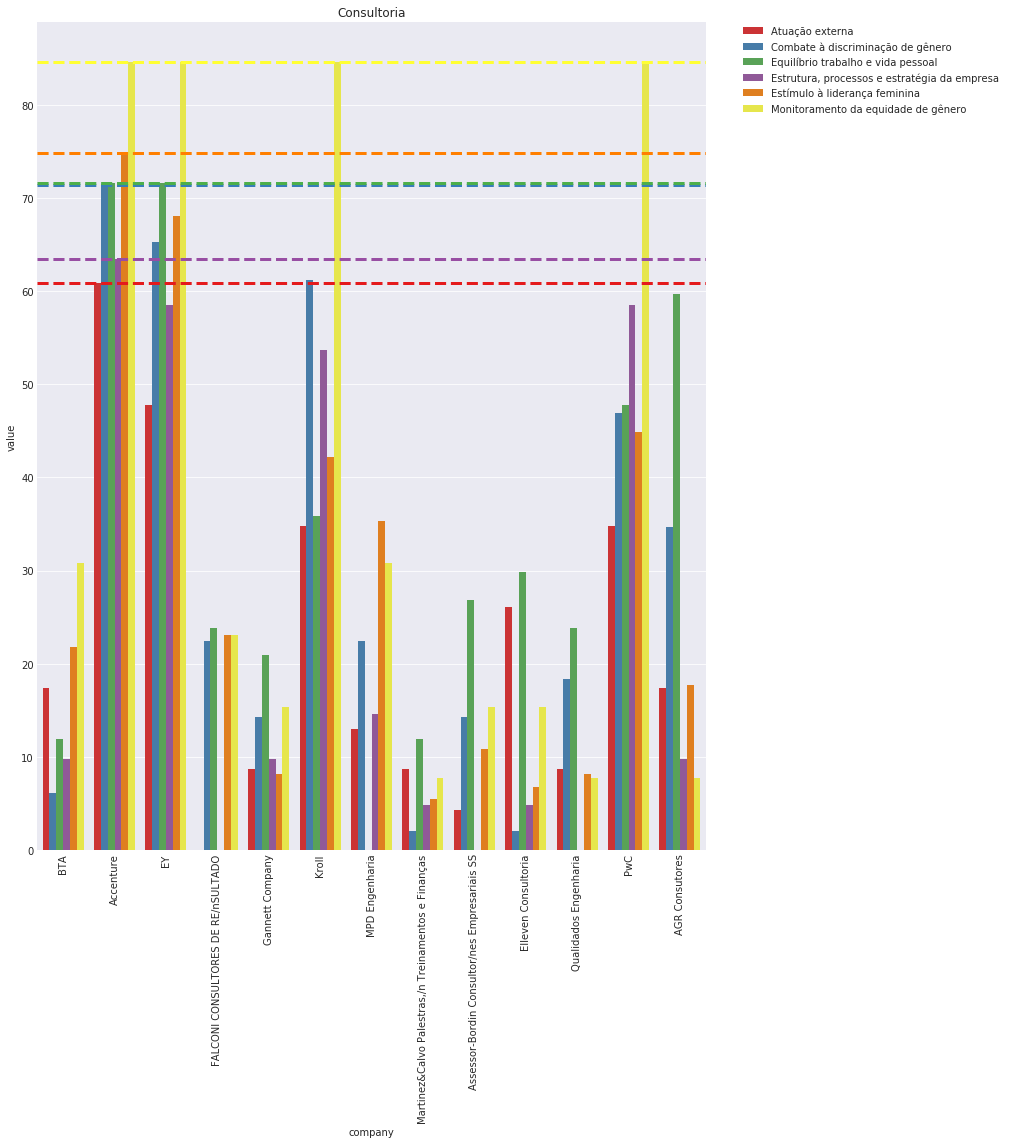 Consultoria
Atuação externa
Combate à discriminação de gênero
Equilíbrio trabalho e vida pessoal
Estrutura, processos e estratégia da empresa
Estímulo à liderança feminina
Monitoramento da equidade de gênero
value
80
70
60
50
40
30
20
10
0
BTA
Accenture
EY
FALCONI CONSULTORES DE RE/nSULTADO
Gannett Company
Kroll
MPD Engenharia
Martinez&Calvo Palestras,/n Treinamentos e Finanças
Assessor-Bordin Consultor/nes Empresariais SS
Elleven Consultoria
Qualidados Engenharia
PwC
AGR Consutores
company